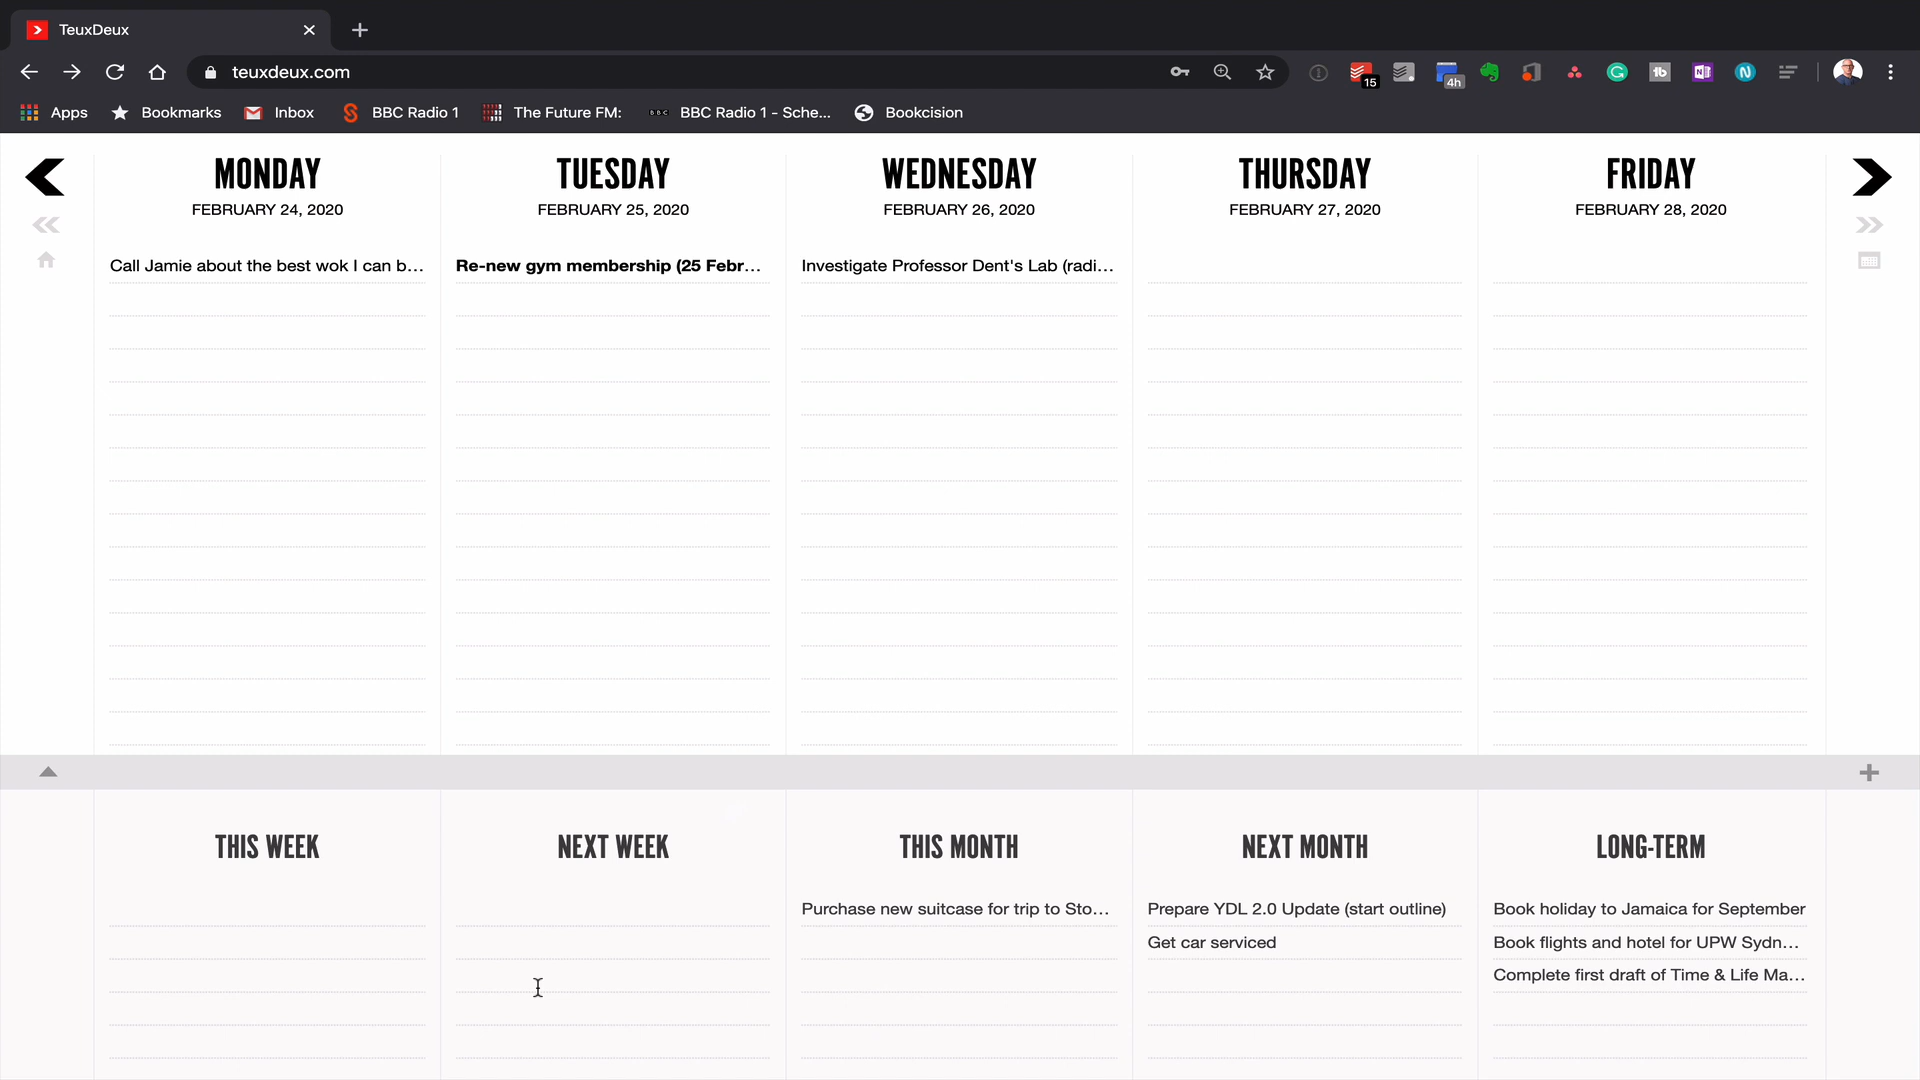 TeuxDeux
teuxdeux.com
15
4h
Apps
Bookmarks
Inbox
BBC Radio 1
The Future FM:
BBC
BBC Radio 1 - Sche...
Bookcision
MONDAY
FEBRUARY 24, 2020
Call Jamie about the best wok I can b...
TUESDAY
FEBRUARY 25, 2020
Re-new gym membership (25 Febr...
WEDNESDAY
FEBRUARY 26, 2020
Investigate Professor Dent's Lab (radi...
THURSDAY
FEBRUARY 27, 2020
FRIDAY
FEBRUARY 28, 2020
THIS WEEK
NEXT WEEK
THIS MONTH
Purchase new suitcase for trip to Sto...
NEXT MONTH
Prepare YDL 2.0 Update (start outline)
Get car serviced
LONG-TERM
Book holiday to Jamaica for September
Book flights and hotel for UPW Sydn...
Complete first draft of Time & Life Ma...